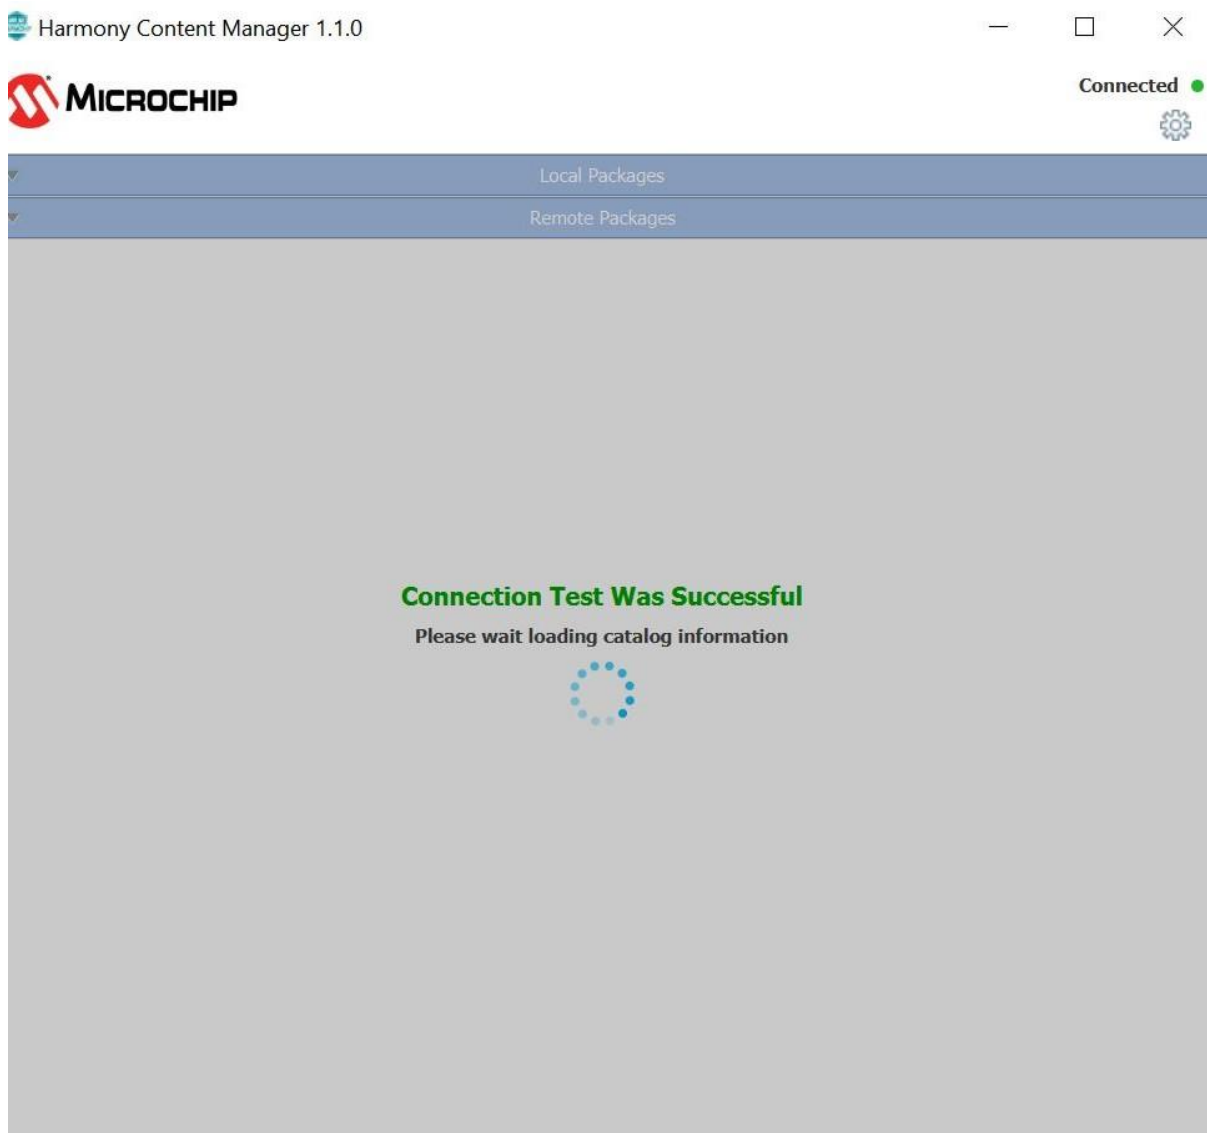 Harmony Content Manager 1.1.0
MICROCHIP
Connected
Local Packages
Remote Packages
Connection Test Was Successful
Please wait loading catalog information